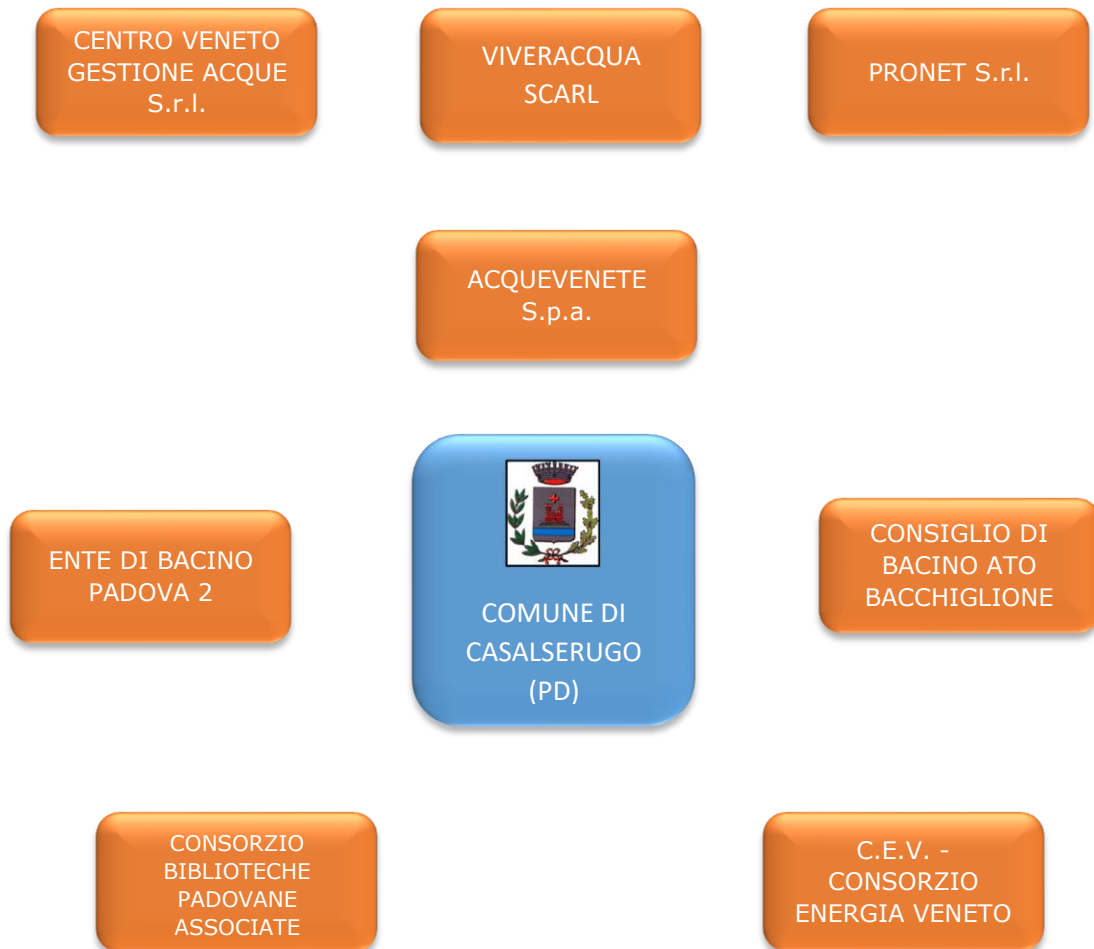 CENTRO VENETO
GESTIONE ACQUE
S.r.l.
VIVERACQUA
SCARL
PRONET S.r.l.
ACQUEVENETE
S.p.a.
ENTE DI BACINO
PADOVA 2
COMUNE DI
CASALSERUGO
(PD)
CONSIGLIO DI
BACINO ATO
BACCHIGLIONE
CONSORZIO
BIBLIOTECHE
PADOVANE
ASSOCIATE
C.E.V. -
CONSORZIO
ENERGIA VENETO